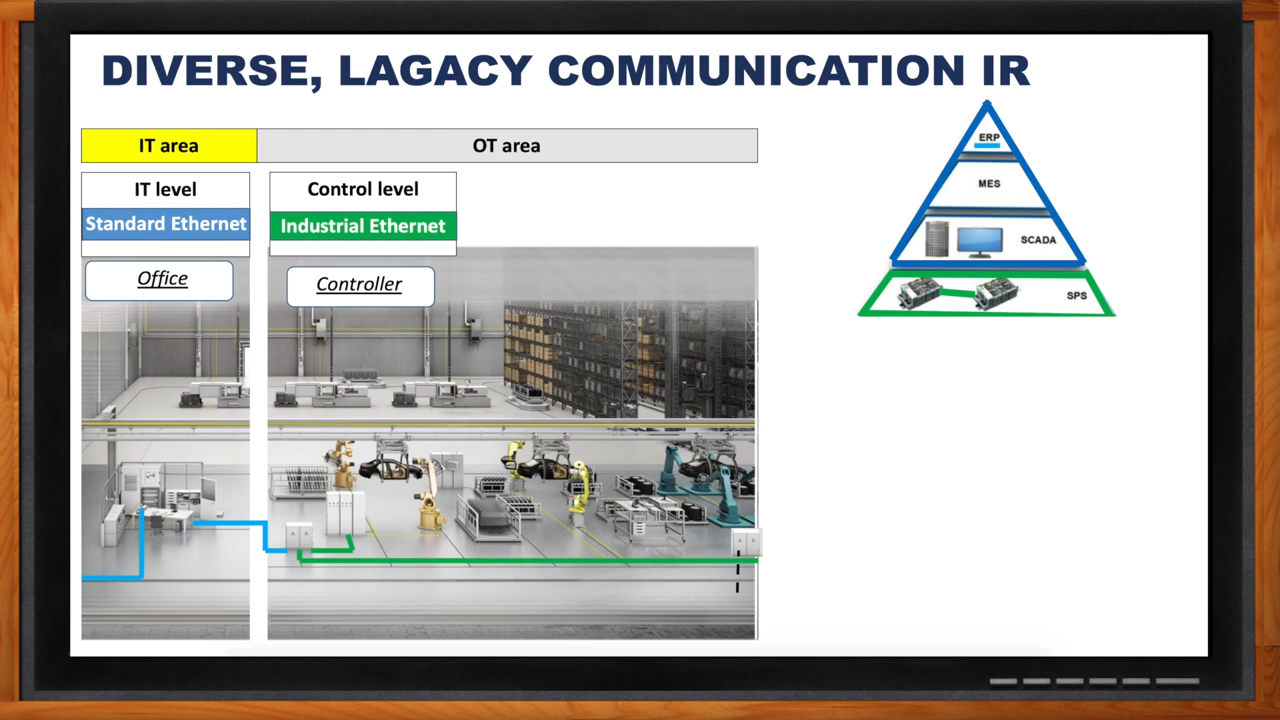 DIVERSE, LAGACY COMMUNICATION IR
IT area
OT area
IT level
Standard Ethernet
Office
Control level
Industrial Ethernet
Controller
ERP
MES
SCADA
SPS